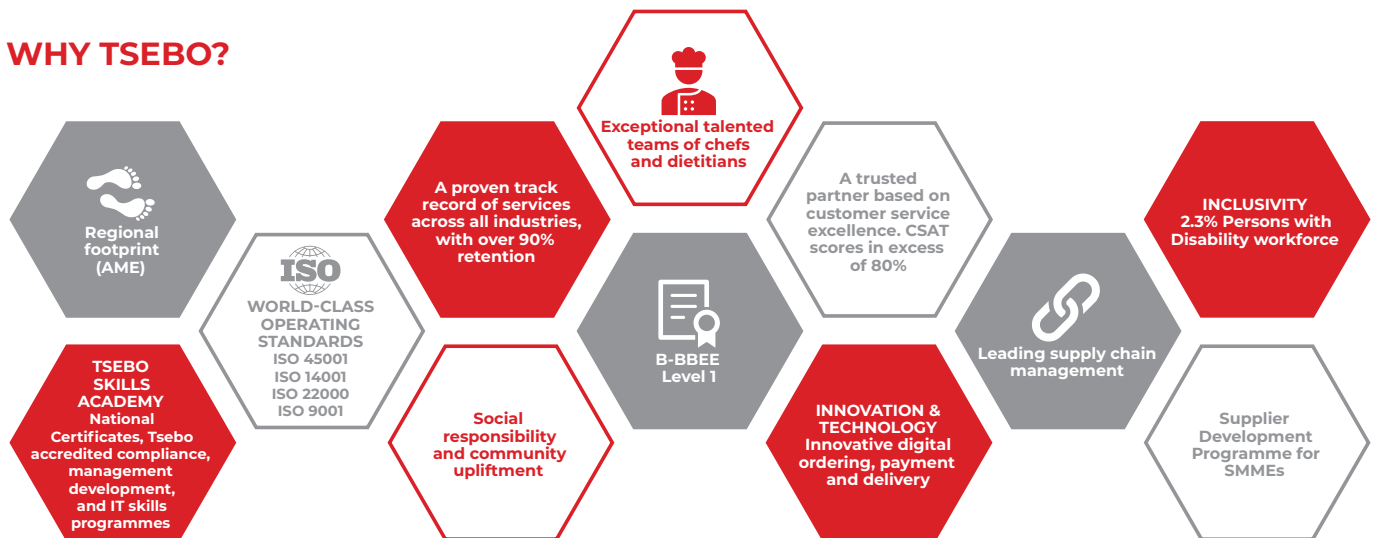 WHY TSEBO?
Exceptional talented
teams of chefs
and dietitians
Regional
footprint
(AME)
A proven track
record of services
across all industries,
with over 90%
retention
A trusted
partner based on
customer service
excellence. CSAT
scores in excess
of 80%
INCLUSIVITY
2.3% Persons with
Disability workforce
ISO
WORLD-CLASS
OPERATING
STANDARDS
ISO 45001
ISO 14001
ISO 22000
ISO 9001
B-BBEE
Level 1
Leading supply chain
management
TSEBO
SKILLS
ACADEMY
National
Certificates, Tsebo
accredited compliance,
management
development,
and IT skills
programmes
Social
responsibility
and community
upliftment
INNOVATION &
TECHNOLOGY
Innovative digital
ordering, payment
and delivery
Supplier
Development
Programme for
SMMEs